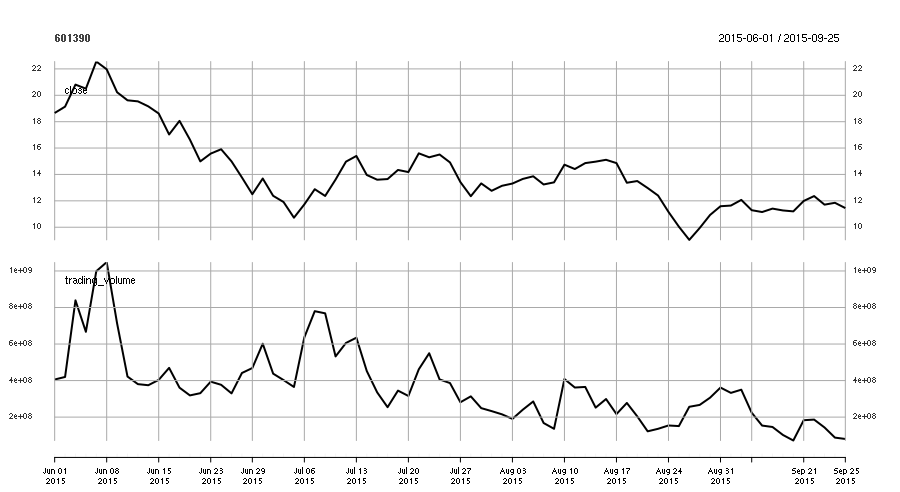 601390 2015-06-01 / 2015-09-25
22 22
close
20 20
18 18
16 16
14 14
12 12
10 10
1e+09 1e+09
trading_volume
8e+08 8e+08
6e+08 6e+08
4e+08 4e+08
2e+08 2e+08
Jun 01 Jun 08 Jun 15 Jun 23 Jun 29 Jul 06 Jul 13 Jul 20 Jul 27 Aug 03 Aug 10 Aug 17 Aug 24 Aug 31 Sep 21 Sep 25
2015 2015 2015 2015 2015 2015 2015 2015 2015 2015 2015 2015 2015 2015 2015 2015